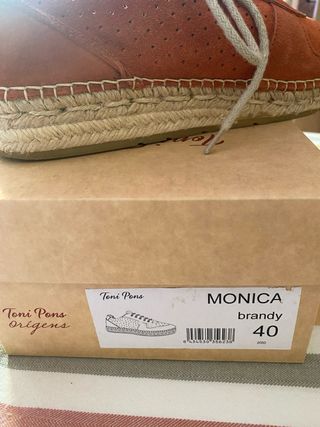 Toni Pons
MONICA
brandy
40
Toni Pons
Origens